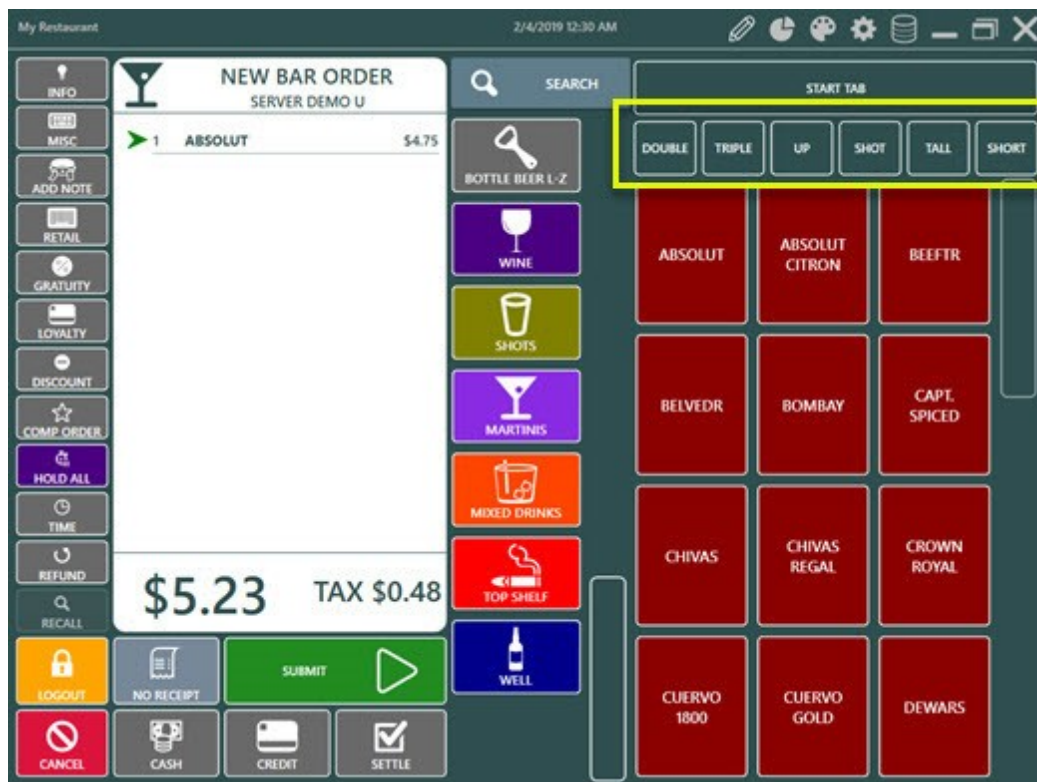 My Restaurant
2/4/2019 12:30 AM
INFO
MISC
ADD NOTE
RETAIL
GRATUITY
LOYALTY
DISCOUNT
COMP ORDER
HOLD ALL
TIME
REFUND
RECALL
LOGOUT
CANCEL
NEW BAR ORDER
SERVER DEMO U
1 ABSOLUT $4.75
$5.23 TAX $0.48
NO RECEIPT
SUBMIT
CASH
CREDIT
SETTLE
SEARCH
BOTTLE BEER L-Z
WINE
SHOTS
MARTINIS
MIXED DRINKS
TOP SHELF
WELL
START TAB
DOUBLE TRIPLE UP SHOT TALL SHORT
ABSOLUT
ABSOLUT
CITRON
BEEFTR
BELVEDR
BOMBAY
CAPT.
SPICED
CHIVAS
CHIVAS
REGAL
CROWN
ROYAL
CUERVO
1800
CUERVO
GOLD
DEWARS